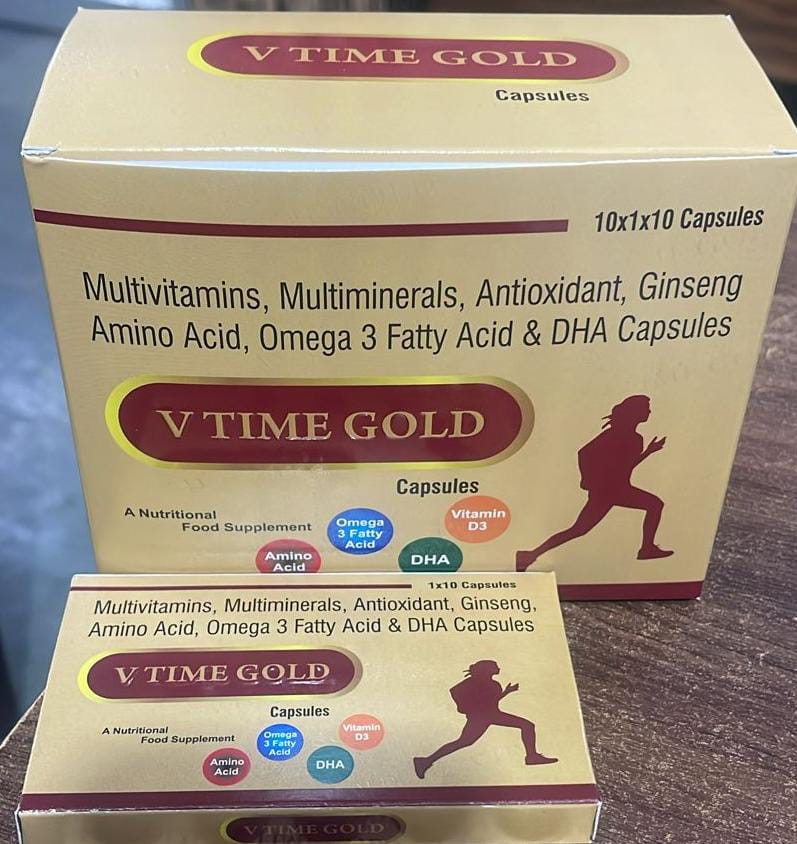 V TIME GOLD
Capsules
10x1x10 Capsules
Multivitamins, Multiminerals, Antioxidant, Ginseng
Amino Acid, Omega 3 Fatty Acid & DHA Capsules
V TIME GOLD
Capsules
A Nutritional
Food Supplement
Omega
3 Fatty
Acid
Vitamin
D3
Amino
Acid
DHA
1x10 Capsules
Multivitamins, Multiminerals, Antioxidant, Ginseng,
Amino Acid, Omega 3 Fatty Acid & DHA Capsules
V TIME GOLD
Capsules
A Nutritional
Food Supplement
Omega
3 Fatty
Acid
Vitamin
D3
Amino
Acid
DHA
V TIME GOLD